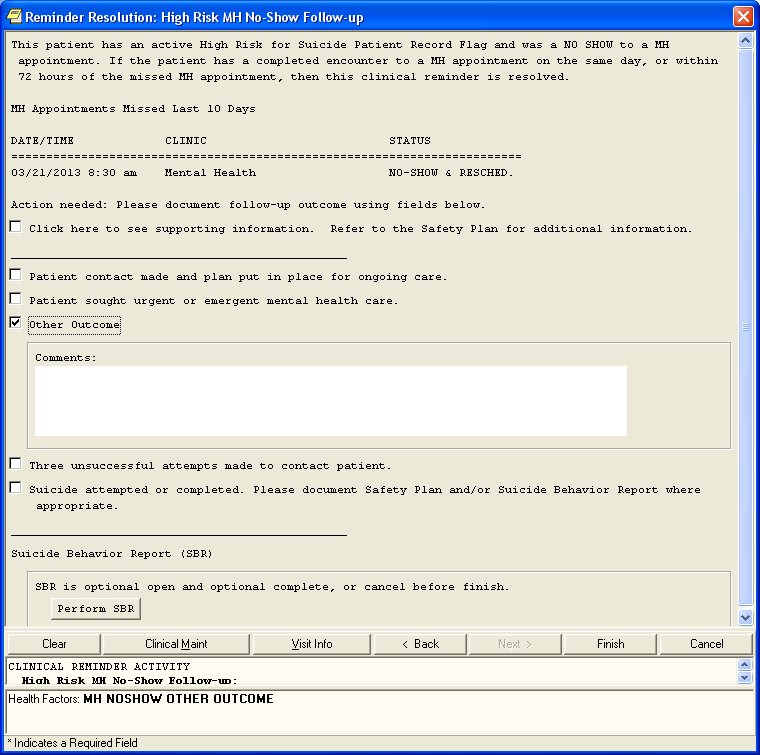 Reminder Resolution: High Risk MH No-Show Follow-up
This patient has an active High Risk for Suicide Patient Record Flag and was a NO SHOW to a MH
appointment. If the patient has a completed encounter to a MH appointment on the same day, or within
72 hours of the missed MH appointment, then this clinical reminder is resolved.
MH Appointments Missed Last 10 Days
DATE/TIME CLINIC STATUS
=========================================================================
03/21/2013 8:30 am Mental Health NO-SHOW & RESCHED.
Action needed: Please document follow-up outcome using fields below.
Click here to see supporting information. Refer to the Safety Plan for additional information.
Patient contact made and plan put in place for ongoing care.
Patient sought urgent or emergent mental health care.
Other Outcome
Comments:
Three unsuccessful attempts made to contact patient.
Suicide attempted or completed. Please document Safety Plan and/or Suicide Behavior Report where
appropriate.
Suicide Behavior Report (SBR)
SBR is optional open and optional complete, or cancel before finish.
Perform SBR
Clear Clinical Maint Visit Info < Back Next > Finish Cancel
CLINICAL REMINDER ACTIVITY
High Risk MH No-Show Follow-up:
Health Factors: MH NOSHOW OTHER OUTCOME
* Indicates a Required Field